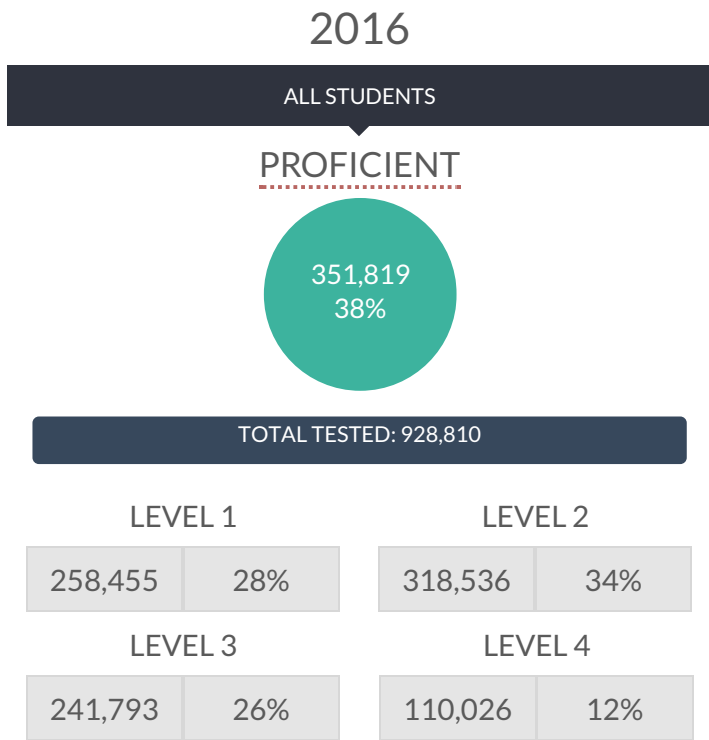 2016
ALL STUDENTS
PROFICIENT
351,819
38%
TOTAL TESTED: 928,810
LEVEL 1 LEVEL 2
258,455 28% 318,536 34%
LEVEL 3 LEVEL 4
241,793 26% 110,026 12%